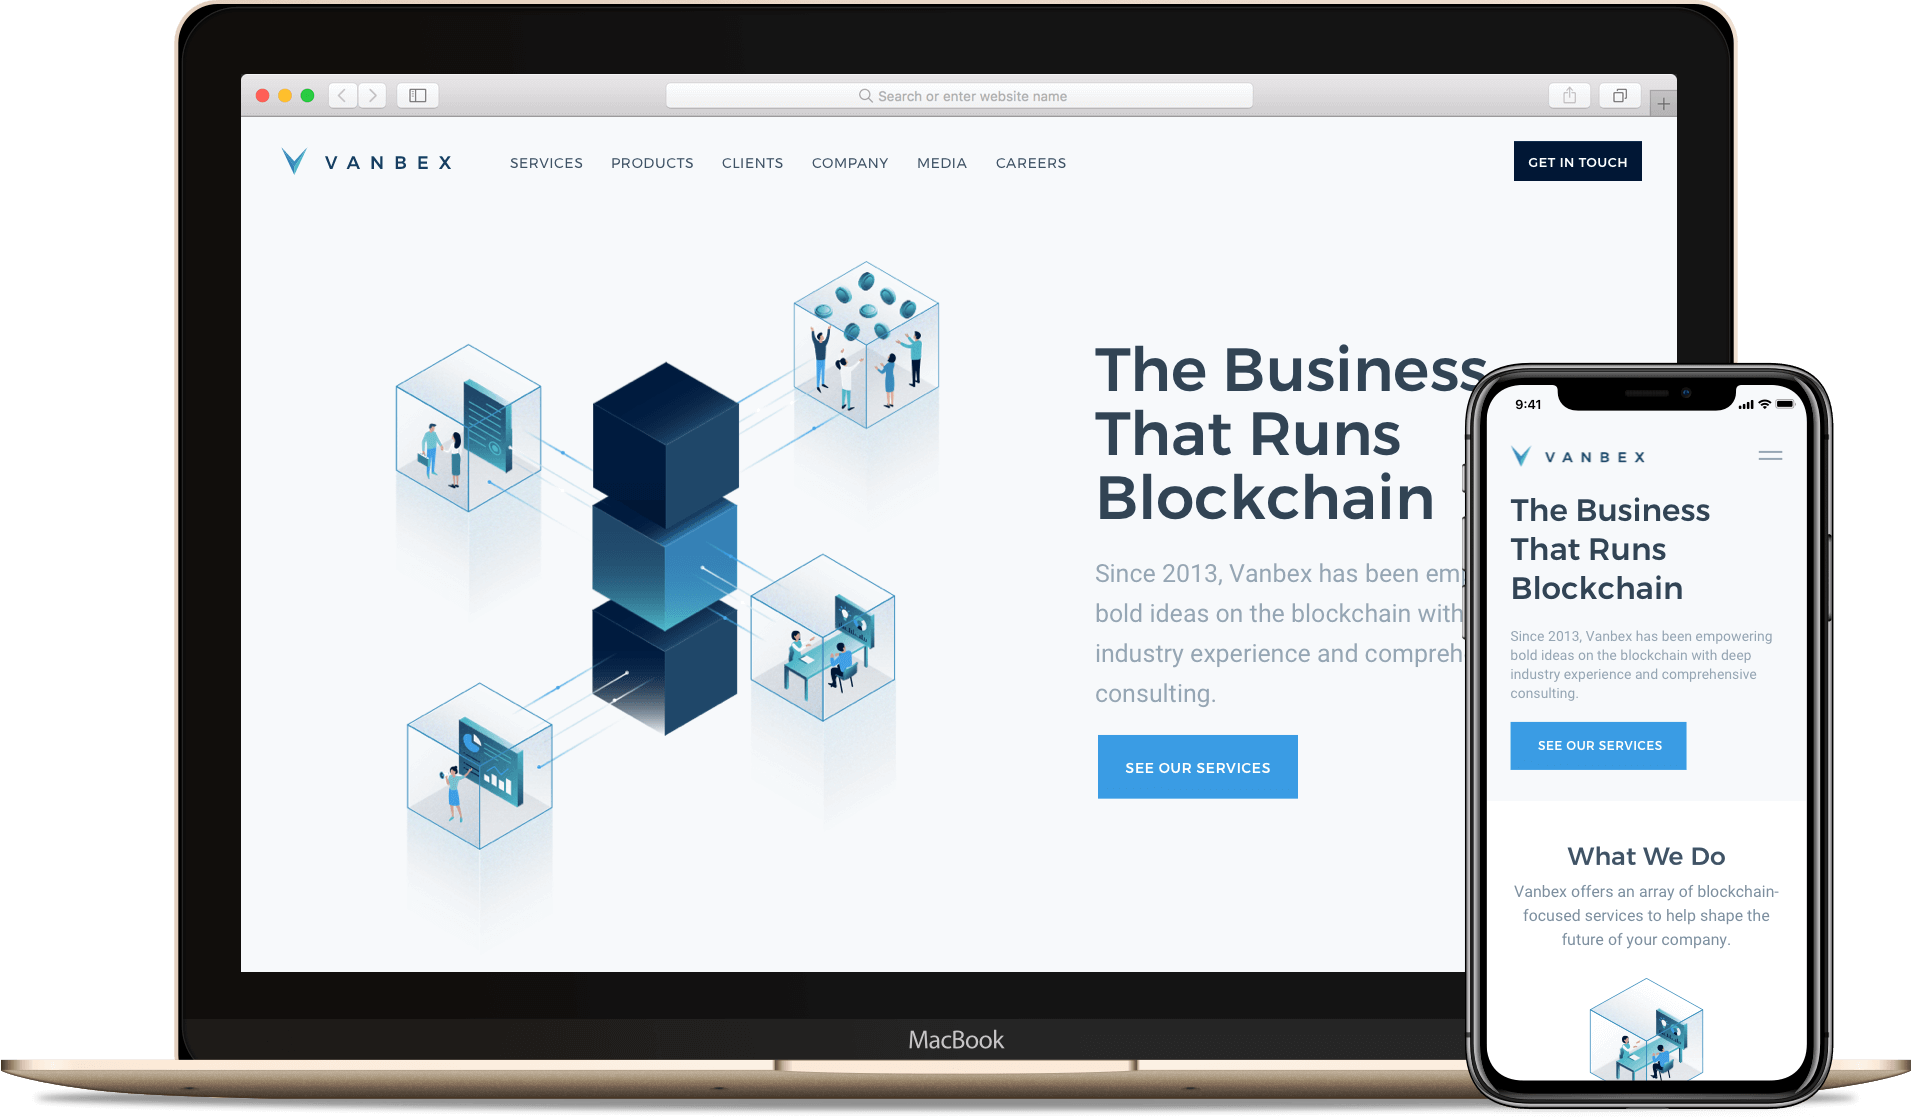 Search or enter website name
VANBEX
SERVICES PRODUCTS CLIENTS COMPANY MEDIA CAREERS
GET IN TOUCH
The Business
That Runs
Blockchain
Since 2013, Vanbex has been em
bold ideas on the blockchain with
industry experience and compreh
consulting.
SEE OUR SERVICES
MacBook
9:41
VANBEX
The Business
That Runs
Blockchain
Since 2013, Vanbex has been empowering
bold ideas on the blockchain with deep
industry experience and comprehensive
consulting.
SEE OUR SERVICES
What We Do
Vanbex offers an array of blockchain-
focused services to help shape the
future of your company.